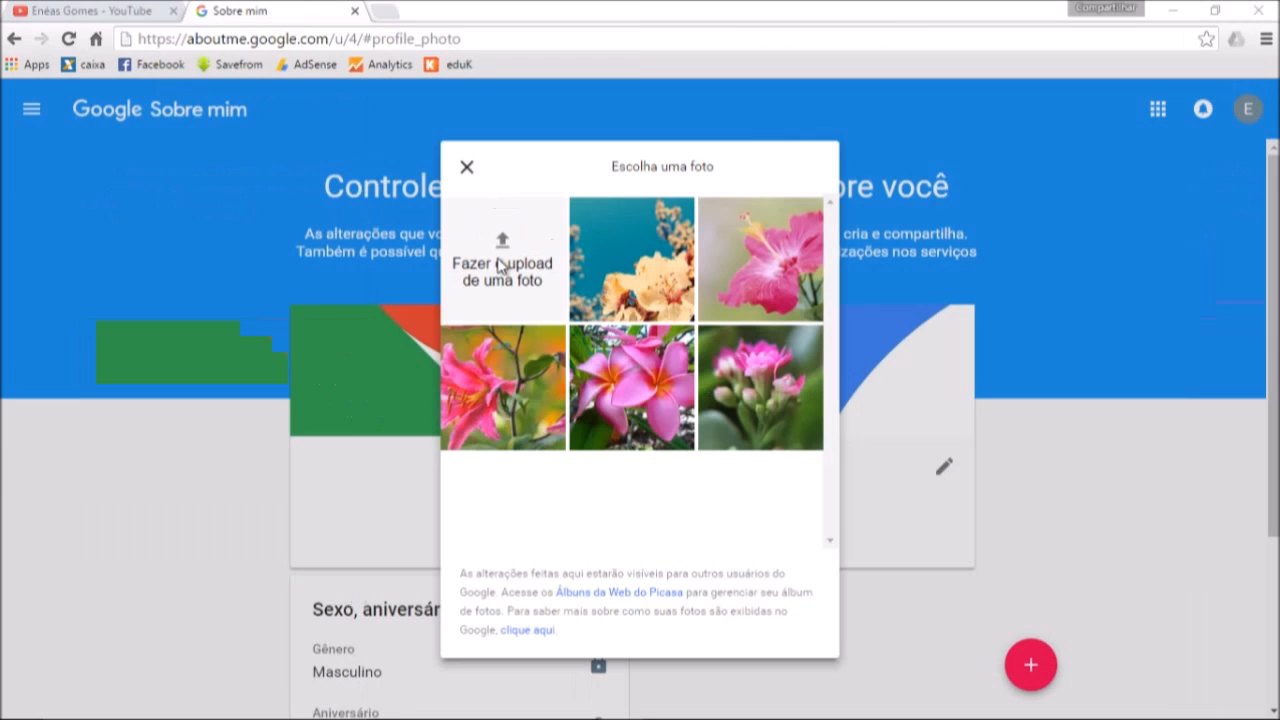 Enéas Gomes - YouTube
Sobre mim
Compartilhar
https://aboutme.google.com/u/4/#profile_photo
Apps caixa Facebook Savefrom AdSense Analytics eduK
Google Sobre mim
E
Escolha uma foto
Controle
bre você
As alterações que vo
cria e compartilha.
Também é possível qu
lizações nos serviços
Fazer o upload
de uma foto
As alterações feitas aqui estarão visíveis para outros usuários do
Google. Acesse os Álbuns da Web do Picasa para gerenciar seu álbum
de fotos. Para saber mais sobre como suas fotos são exibidas no
Google, clique aqui.
Sexo, aniversár
Gênero
Masculino
Aniversário